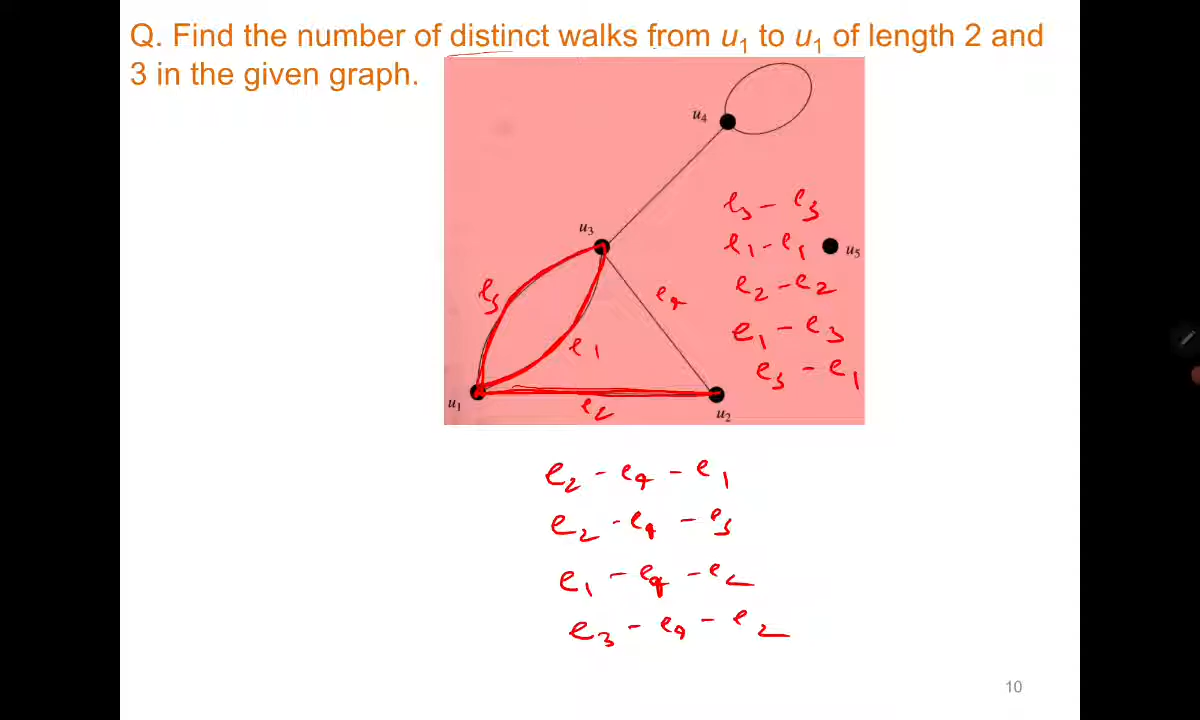 Q. Find the number of distinct walks from u₁ to u₁ of length 2 and
3 in the given graph.
u₄
e₃ - e₃
u₃
e₁ - e₁
u₅
e₃
e₄
e₂ - e₂
e₁ - e₃
e₁
e₃ - e₁
u₁
e₂
u₂
e₂ - e₄ - e₁
e₂ - e₄ - e₃
e₁ - e₄ - e₂
e₃ - e₄ - e₂
10